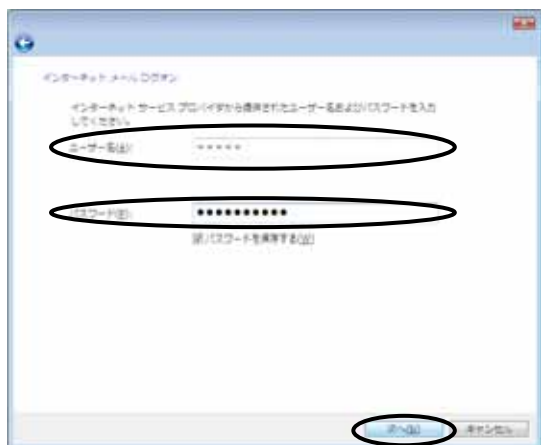 インターネット メール ログオン
インターネット サービス プロバイダから提供されたユーザー名およびパスワードを入力
してください。
ユーザー名(U): *****
パスワード(P): ●●●●●●●●●●
パスワードを保存する(W)
次へ(N) キャンセル